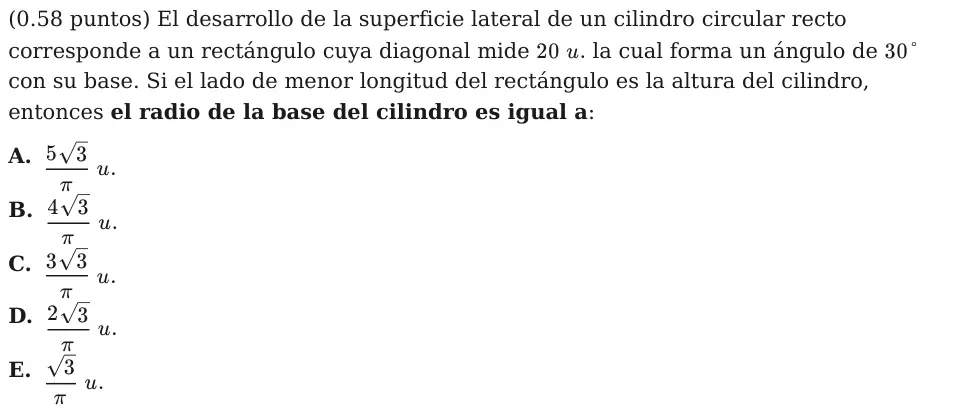 (0.58 puntos) El desarrollo de la superficie lateral de un cilindro circular recto
corresponde a un rectángulo cuya diagonal mide 20 u. la cual forma un ángulo de 30°
con su base. Si el lado de menor longitud del rectángulo es la altura del cilindro,
entonces el radio de la base del cilindro es igual a:
A. 5√3/π u.
B. 4√3/π u.
C. 3√3/π u.
D. 2√3/π u.
E. √3/π u.